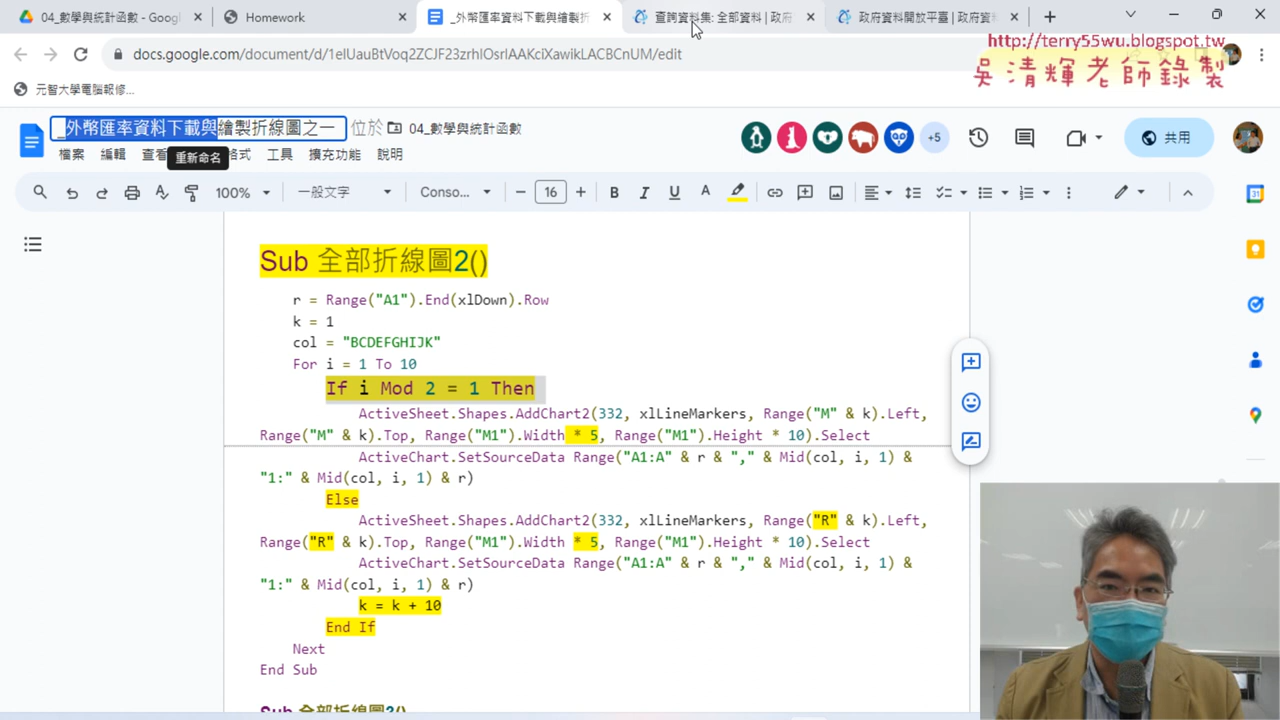 04_數學與統計函數 - Goog
Homework
_外幣匯率資料下載與繪製折
查詢資料集: 全部資料 | 政府
政府資料開放平臺 | 政府資料
docs.google.com/document/d/1elUauBtVoq2ZCJF23zrhlOsrlAAKciXawikLACBCnUM/edit
http://terry55wu.blogspot.tw
吳清輝老師錄製
元智大學電腦報修...
_外幣匯率資料下載與繪製折線圖之一
位於
04_數學與統計函數
檔案 編輯 查看 格式 工具 擴充功能 說明
重新命名
+5
共用
31
100%
一般文字
Conso...
16
B I U A
Sub 全部折線圖2()
r = Range("A1").End(xlDown).Row
k = 1
col = "BCDEFGHIJK"
For i = 1 To 10
If i Mod 2 = 1 Then
ActiveSheet.Shapes.AddChart2(332, xlLineMarkers, Range("M" & k).Left,
Range("M" & k).Top, Range("M1").Width * 5, Range("M1").Height * 10).Select
ActiveChart.SetSourceData Range("A1:A" & r & "," & Mid(col, i, 1) &
"1:" & Mid(col, i, 1) & r)
Else
ActiveSheet.Shapes.AddChart2(332, xlLineMarkers, Range("R" & k).Left,
Range("R" & k).Top, Range("M1").Width * 5, Range("M1").Height * 10).Select
ActiveChart.SetSourceData Range("A1:A" & r & "," & Mid(col, i, 1) &
"1:" & Mid(col, i, 1) & r)
k = k + 10
End If
Next
End Sub
Sub 全部折線圖2()